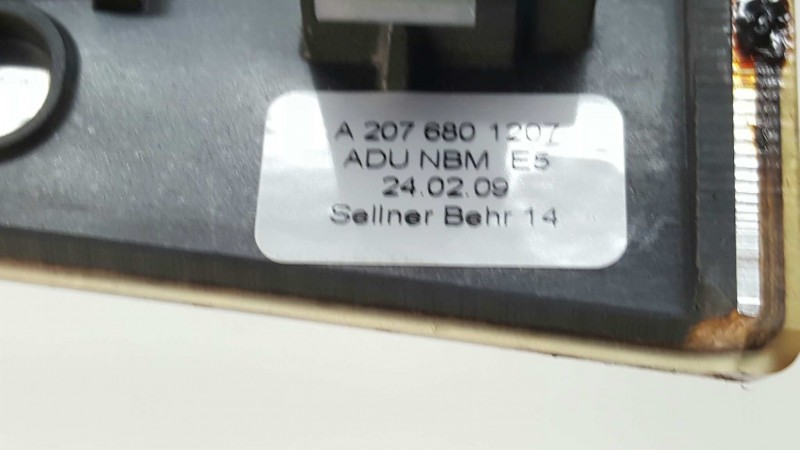 A 207 680 1207
ADU NBM E5
24.02.09
Sellner Behr 14